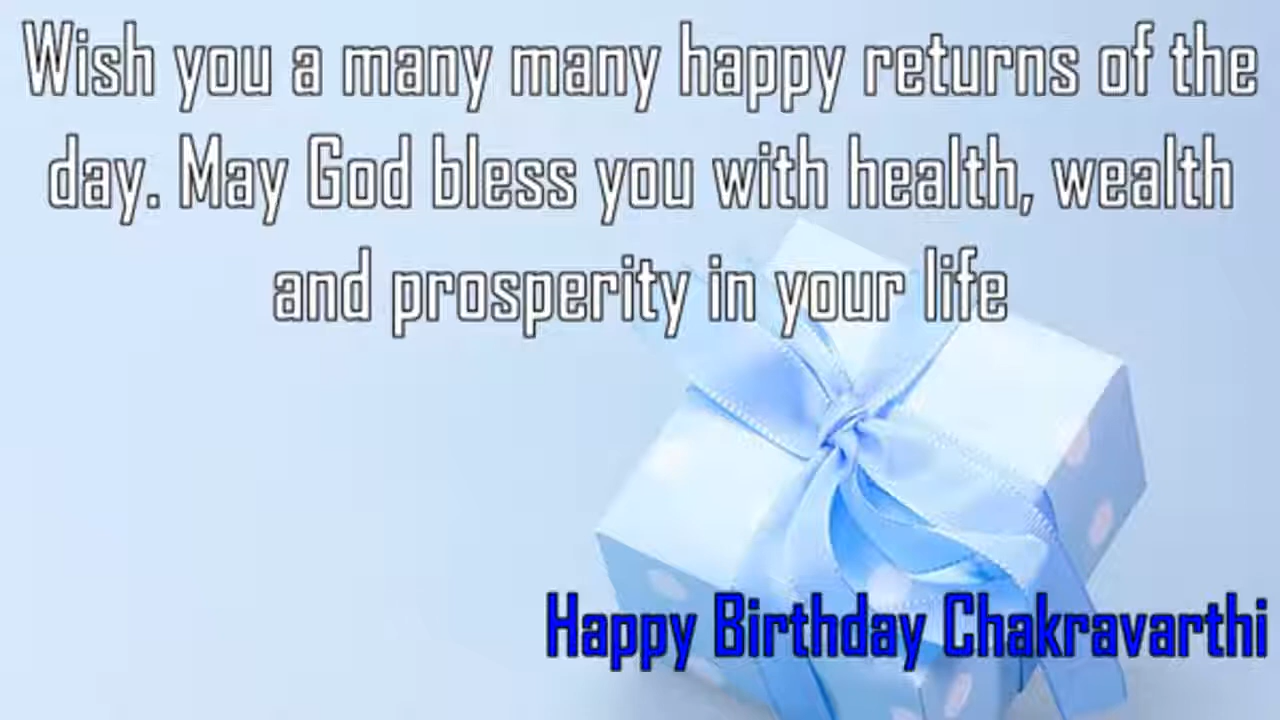 Wish you a many many happy returns of the
day. May God bless you with health, wealth
and prosperity in your life
Happy Birthday Chakravarthi